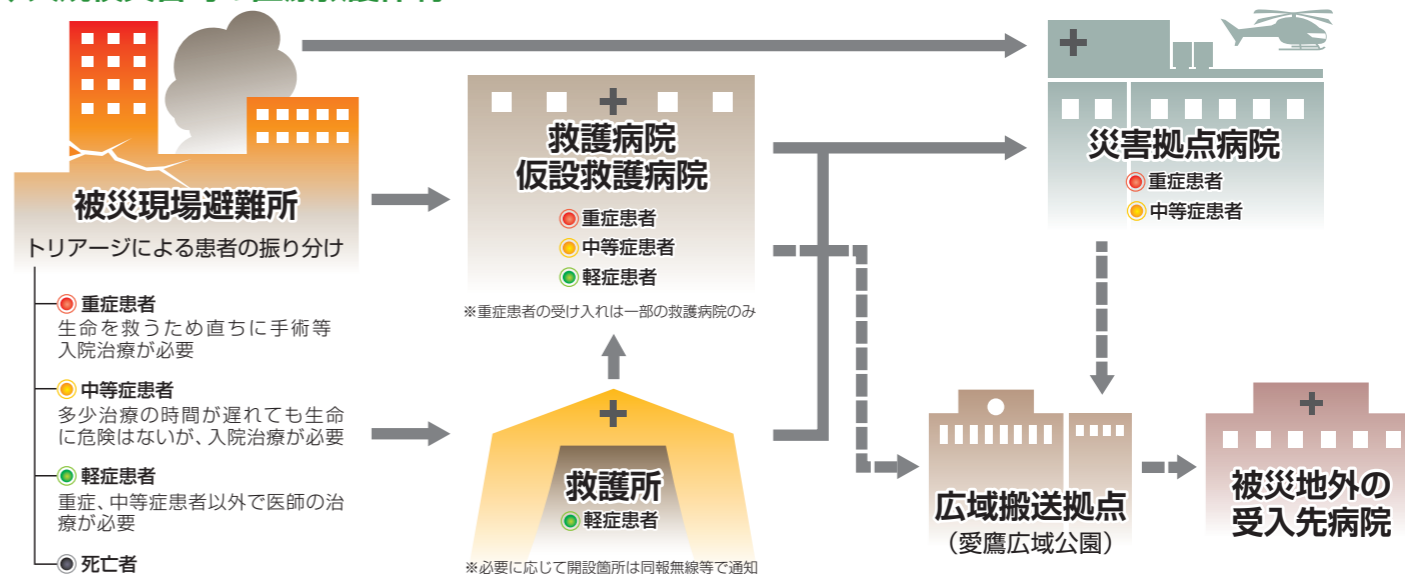 被災現場避難所
トリアージによる患者の振り分け
重症患者
生命を救うため直ちに手術等
入院治療が必要
中等症患者
多少治療の時間が遅れても生命
に危険はないが、入院治療が必要
軽症患者
重症、中等症患者以外で医師の治
療が必要
死亡者
救護病院
仮設救護病院
重症患者
中等症患者
軽症患者
※重症患者の受け入れは一部の救護病院のみ
救護所
軽症患者
※必要に応じて開設箇所は同報無線等で通知
災害拠点病院
重症患者
中等症患者
広域搬送拠点
（愛鷹広域公園）
被災地外の
受入先病院